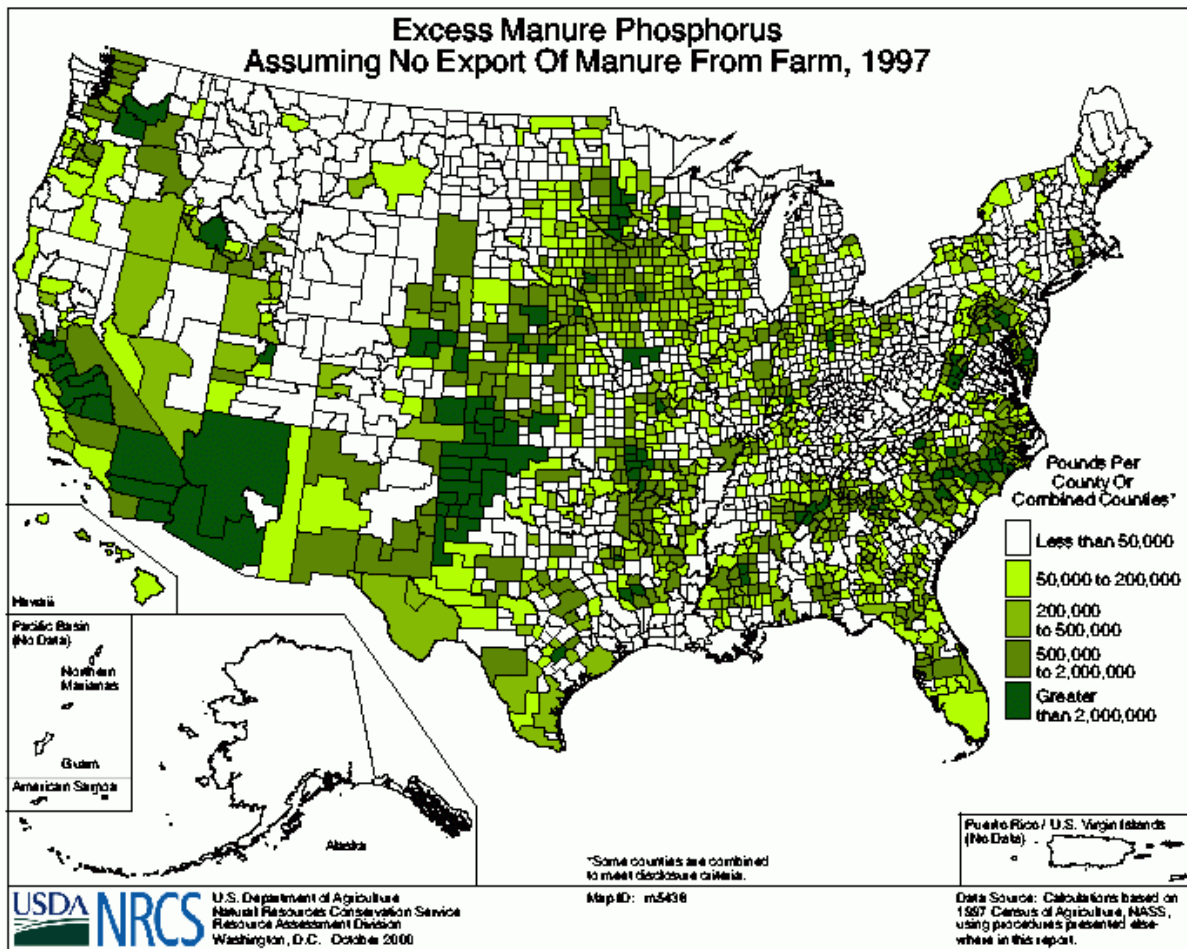 Excess Manure Phosphorus
Assuming No Export Of Manure From Farm, 1997
Pounds Per
County Or
Combined Counties*
Less than 50,000
50,000 to 200,000
200,000
to 500,000
500,000
to 2,000,000
Greater
than 2,000,000
Hawaii
Pacific Basin
(No Data)
Northern
Marianas
Guam
American Samoa
Alaska
*Some counties are combined
to meet disclosure criteria.
Puerto Rico / U.S. Virgin Islands
(No Data)
USDA
NRCS
U.S. Department of Agriculture
Natural Resources Conservation Service
Resource Assessment Division
Washington, D.C. October 2000
Map ID: m5436
Data Source: Calculations based on
1997 Census of Agriculture, NASS,
using procedures presented else-
where in this report.